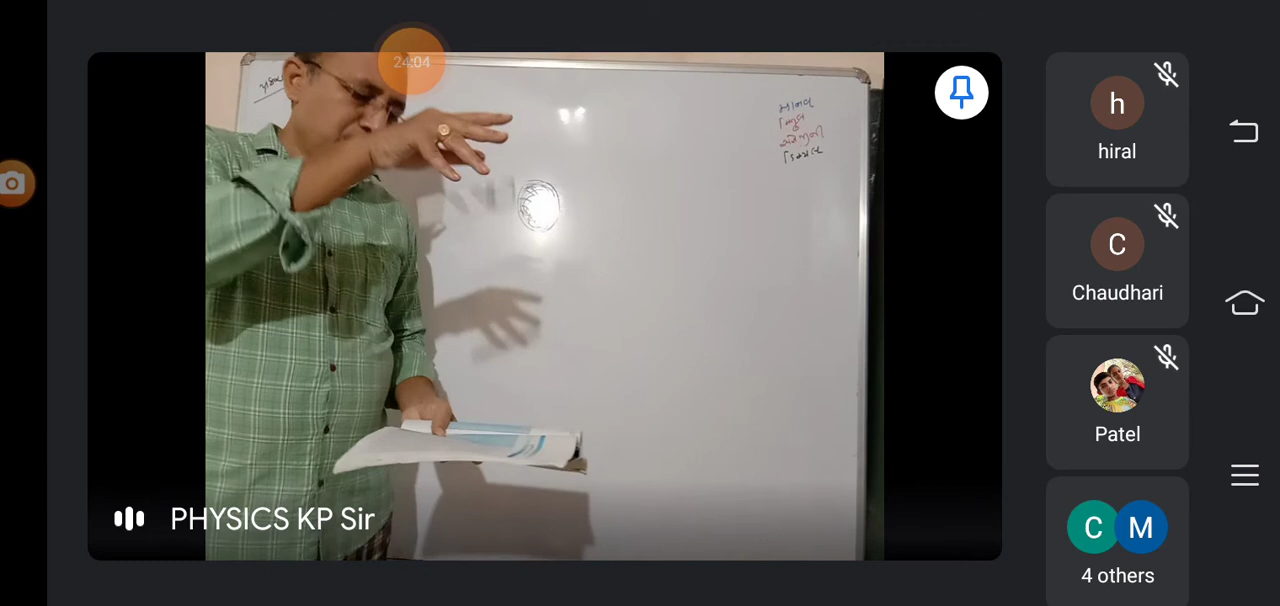 24:04
h
hiral
C
Chaudhari
Patel
PHYSICS KP Sir
C M
4 others